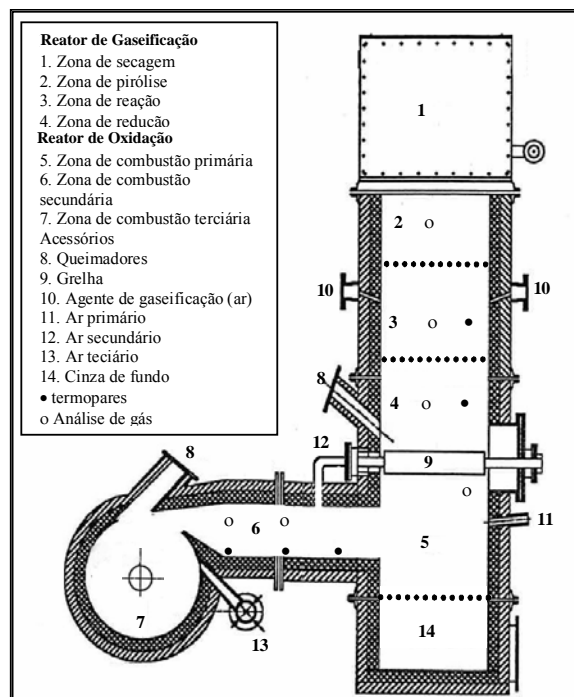 Reator de Gaseificação
1. Zona de secagem
2. Zona de pirólise
3. Zona de reação
4. Zona de redução
Reator de Oxidação
5. Zona de combustão primária
6. Zona de combustão
secundária
7. Zona de combustão terciária
Acessórios
8. Queimadores
9. Grelha
10. Agente de gaseificação (ar)
11. Ar primário
12. Ar secundário
13. Ar teciário
14. Cinza de fundo
• termopares
o Análise de gás
1
2
10
10
3
8
4
12
9
8
11
6
5
7
13
14